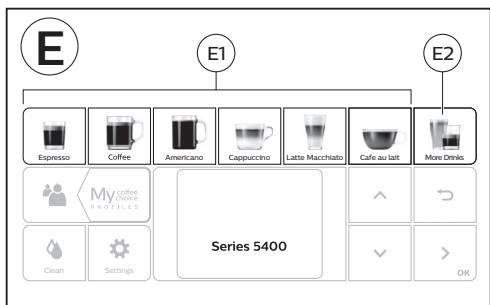 E
E1
E2
Espresso
Coffee
Americano
Cappuccino
Latte Macchiato
Cafe au lait
More Drinks
My coffee choice
PROFILES
Clean
Settings
Series 5400
OK